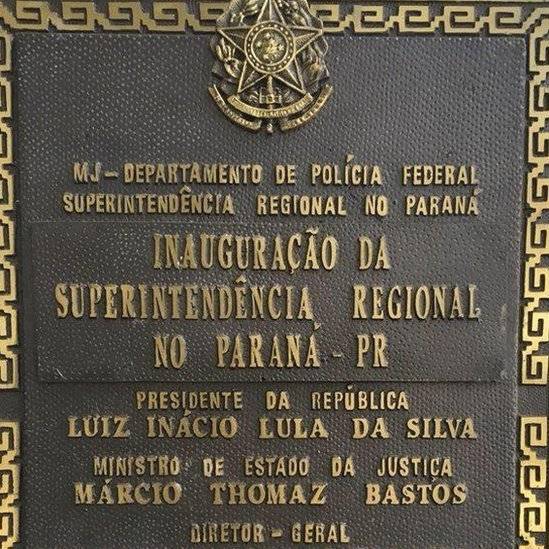 MJ-DEPARTAMENTO DE POLÍCIA FEDERAL
SUPERINTENDÊNCIA REGIONAL NO PARANÁ
INAUGURAÇÃO DA
SUPERINTENDÊNCIA REGIONAL
NO PARANÁ - PR
PRESIDENTE DA REPÚBLICA
LUIZ INÁCIO LULA DA SILVA
MINISTRO DE ESTADO DA JUSTIÇA
MÁRCIO THOMAZ BASTOS
DIRETOR - GERAL